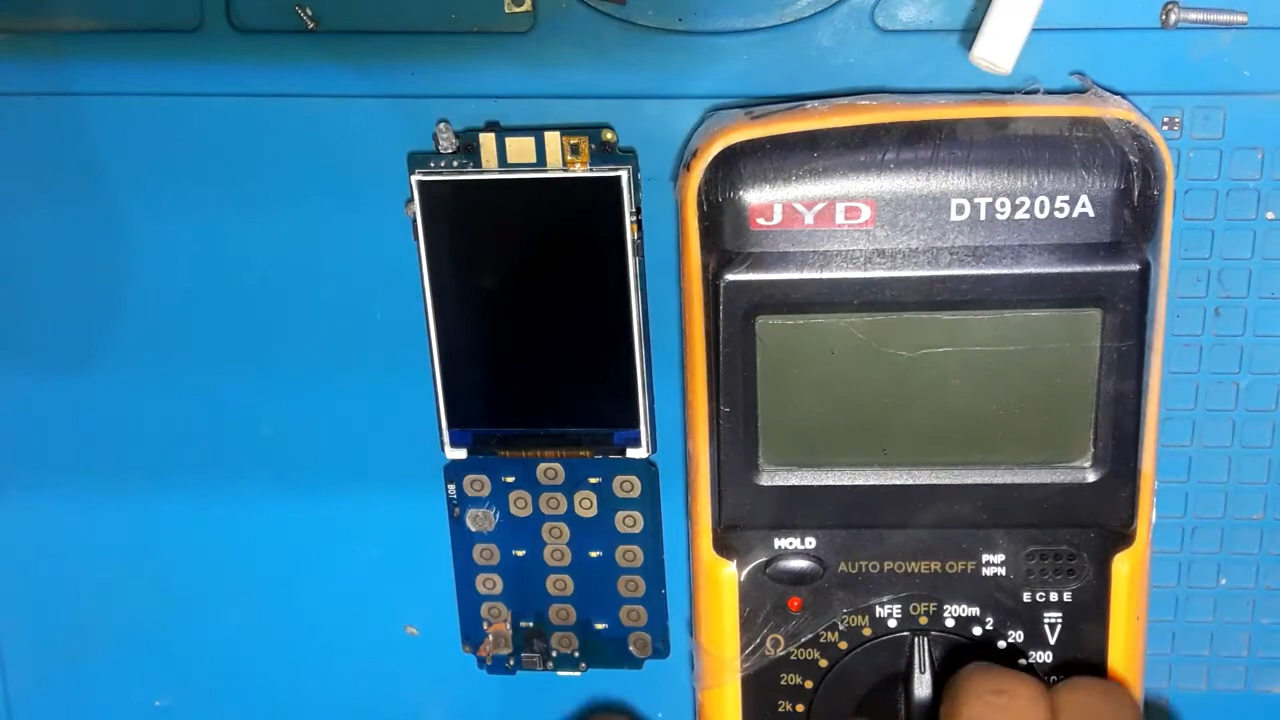 JYD
DT9205A
HOLD
AUTO POWER OFF
PNP
NPN
E C B E
hFE
OFF
200m
2
20
200
V
20M
2M
200k
20k
2k
Ω
BOT